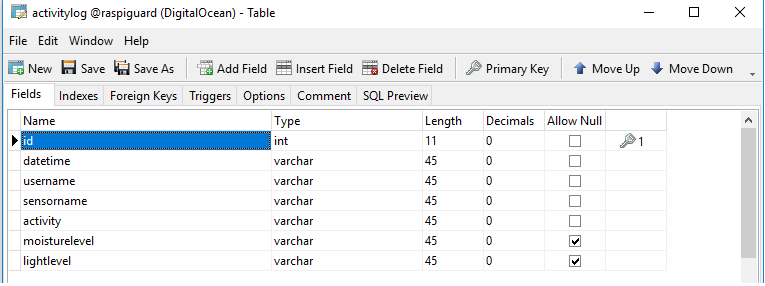 activitylog @raspiguard (DigitalOcean) - Table
File Edit Window Help
New Save Save As Add Field Insert Field Delete Field Primary Key Move Up Move Down
Fields Indexes Foreign Keys Triggers Options Comment SQL Preview
Name Type Length Decimals Allow Null
id int 11 0 1
datetime varchar 45 0
username varchar 45 0
sensorname varchar 45 0
activity varchar 45 0
moisturelevel varchar 45 0
lightlevel varchar 45 0